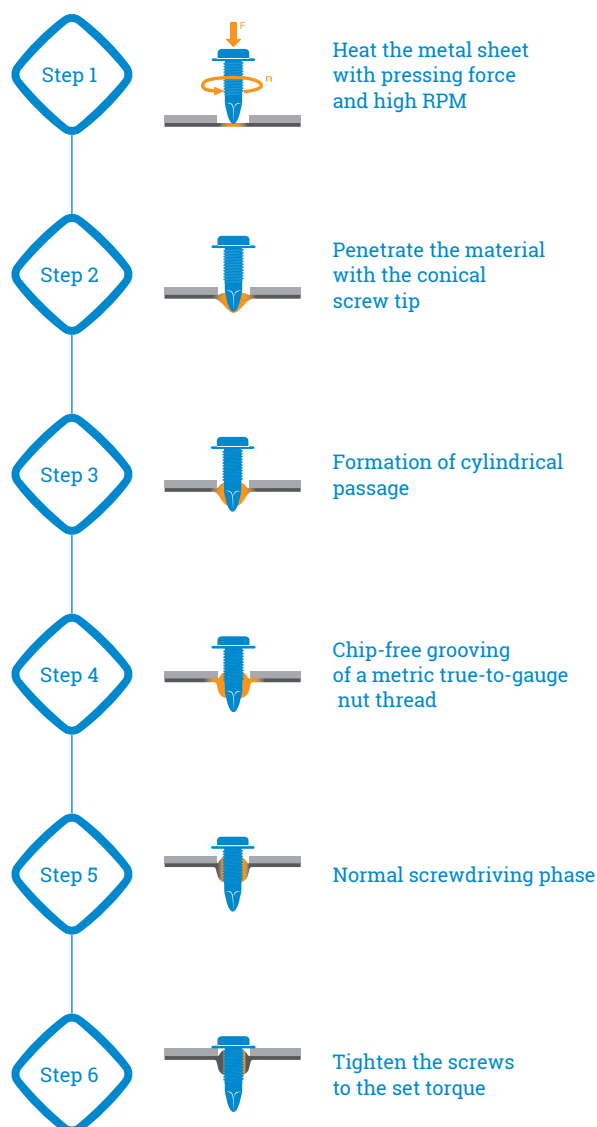 Step 1
F
n
Heat the metal sheet
with pressing force
and high RPM
Step 2
Penetrate the material
with the conical
screw tip
Step 3
Formation of cylindrical
passage
Step 4
Chip-free grooving
of a metric true-to-gauge
nut thread
Step 5
Normal screwdriving phase
Step 6
Tighten the screws
to the set torque